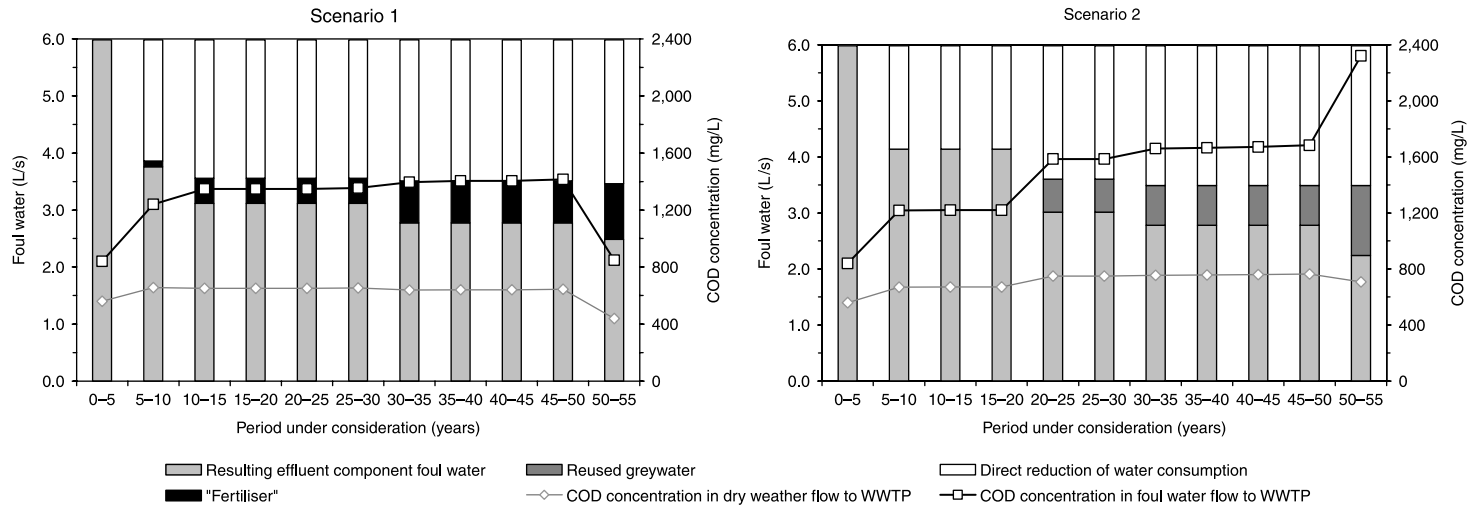 Scenario 1
6.0
5.0
4.0
3.0
2.0
1.0
0.0
Foul water (L/s)
2,400
2,000
1,600
1,200
800
400
0
COD concentration (mg/L)
0–5 5–10 10–15 15–20 20–25 25–30 30–35 35–40 40–45 45–50 50–55
Period under consideration (years)
Scenario 2
6.0
5.0
4.0
3.0
2.0
1.0
0.0
Foul water (L/s)
2,400
2,000
1,600
1,200
800
400
0
COD concentration (mg/L)
0–5 5–10 10–15 15–20 20–25 25–30 30–35 35–40 40–45 45–50 50–55
Period under consideration (years)
Resulting effluent component foul water
Reused greywater
Direct reduction of water consumption
"Fertiliser"
COD concentration in dry weather flow to WWTP
COD concentration in foul water flow to WWTP